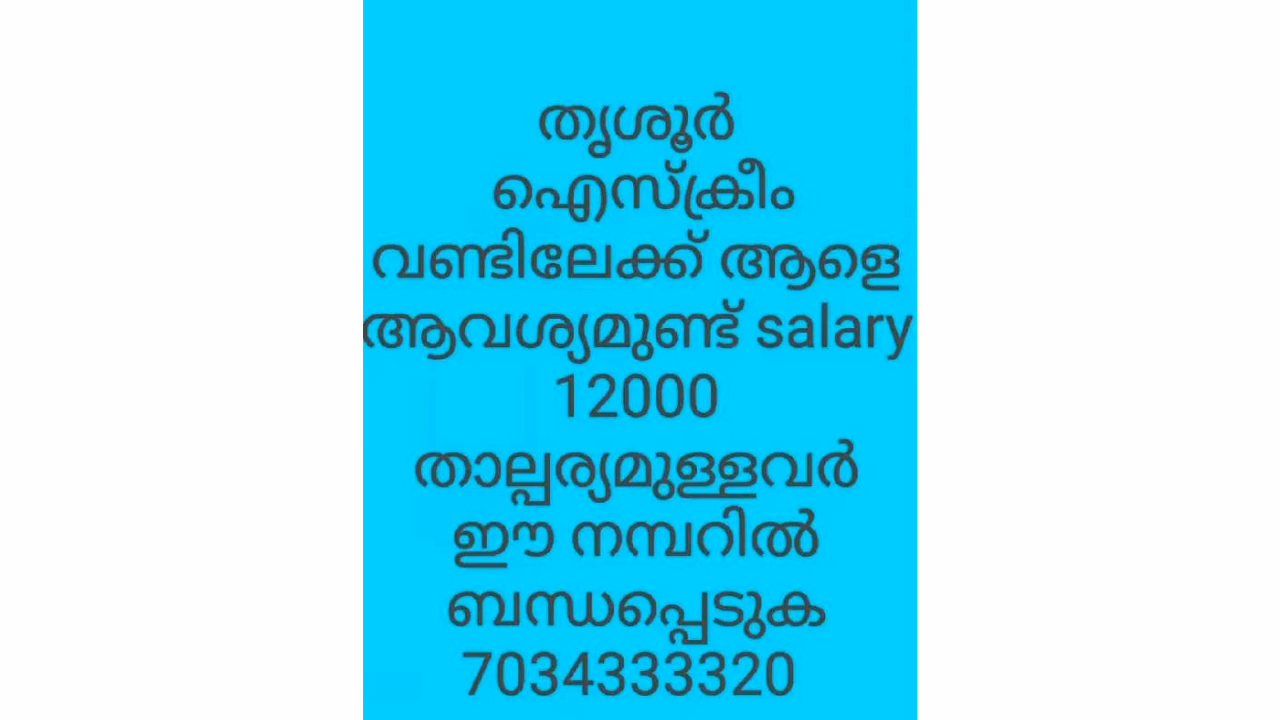 തൃശൂർ
ഐസ്ക്രീം
വണ്ടിലേക്ക് ആളെ
ആവശ്യമുണ്ട് salary
12000
താല്പര്യമുള്ളവർ
ഈ നമ്പറിൽ
ബന്ധപ്പെടുക
7034333320